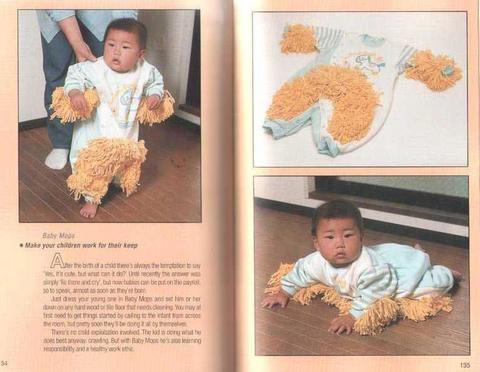 Baby Mops
● Make your children work for their keep
After the birth of a child there's always the temptation to say
"Yes, it's cute, but what can it do?" Until recently the answer was
simply "lie there and cry", but now babies can be put on the payroll,
so to speak, almost as soon as they're born.
Just dress your young one in Baby Mops and set him or her
down on any hard wood or tile floor that needs cleaning. You may at
first need to get things started by calling to the infant from across
the room, but pretty soon they'll be doing it all by themselves.
There's no child exploitation involved. The kid is doing what he
does best anyway: crawling. But with Baby Mops he's also learning
responsibility and a healthy work ethic.
34
135